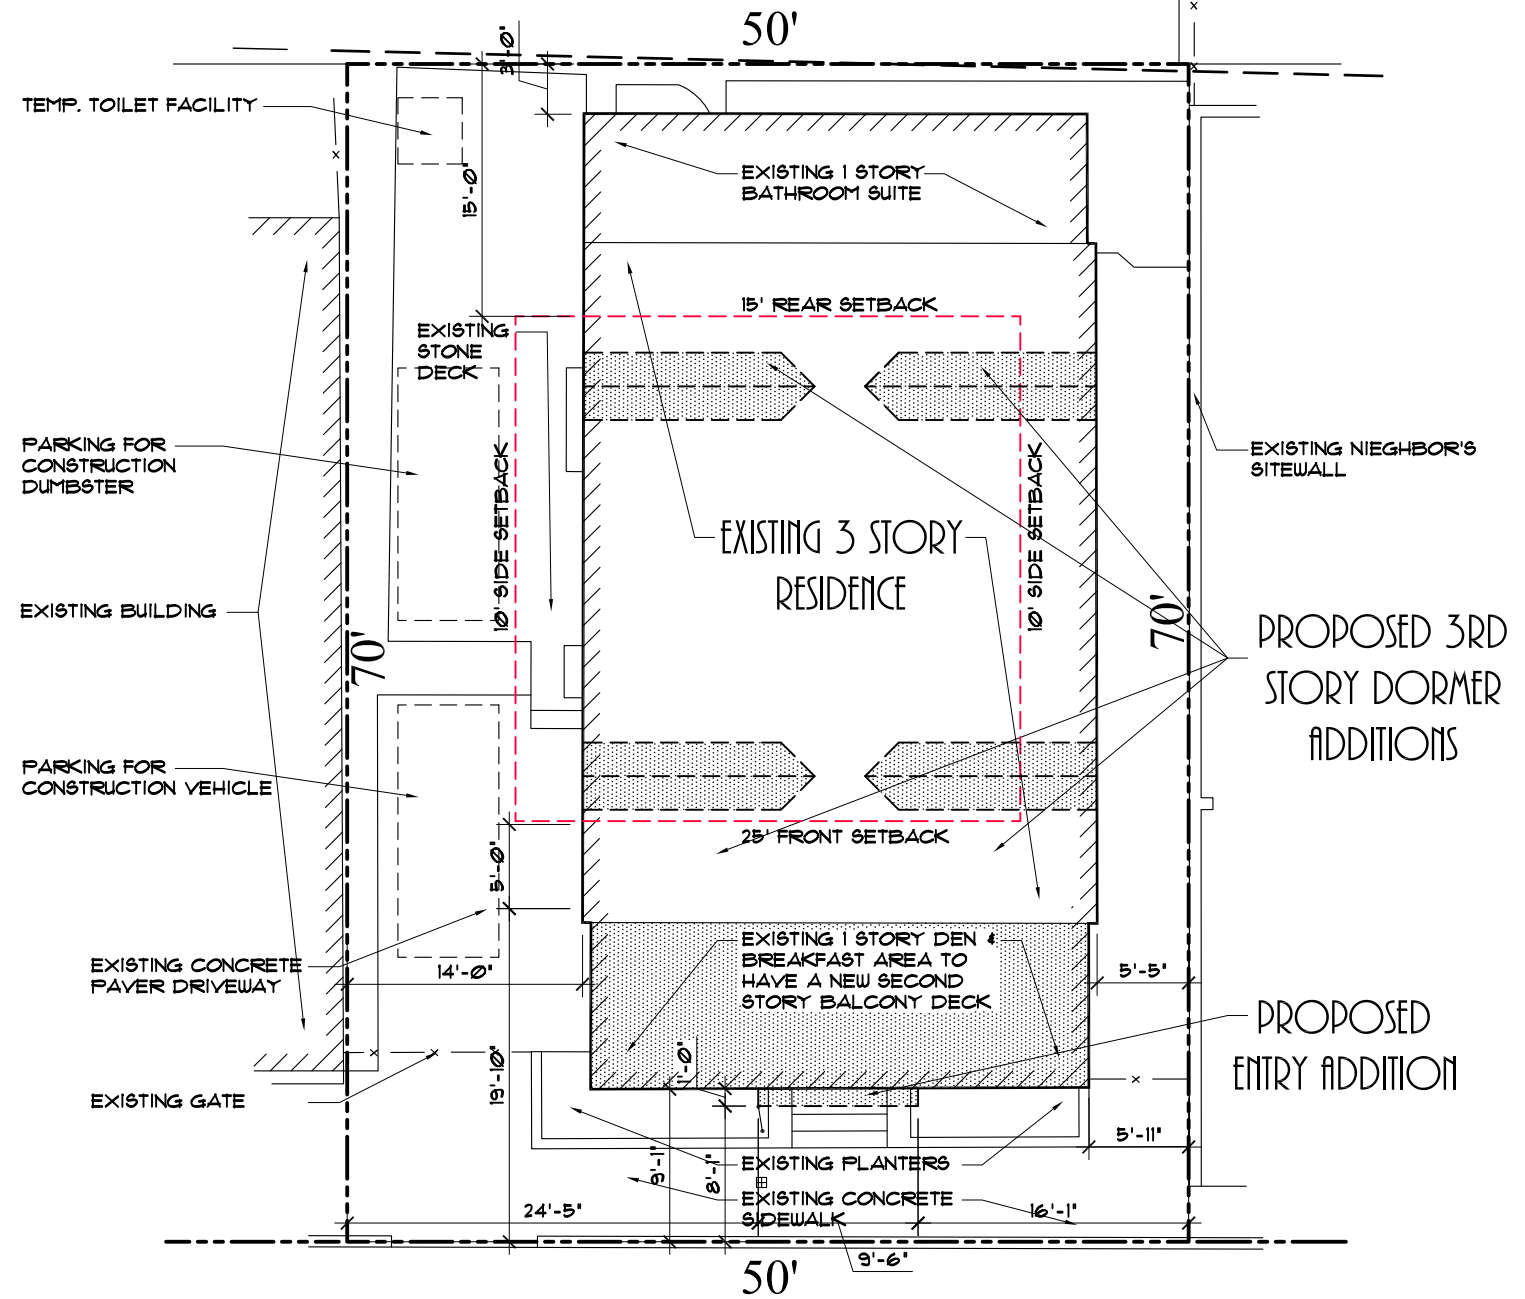 50'
3'-0"
TEMP. TOILET FACILITY
EXISTING 1 STORY
BATHROOM SUITE
15'-0"
15' REAR SETBACK
EXISTING
STONE
DECK
PARKING FOR
CONSTRUCTION
DUMBSTER
10' SIDE SETBACK
10' SIDE SETBACK
EXISTING NIEGHBOR'S
SITEWALL
EXISTING 3 STORY
RESIDENCE
EXISTING BUILDING
70'
70'
PROPOSED 3RD
STORY DORMER
ADDITIONS
PARKING FOR
CONSTRUCTION VEHICLE
25' FRONT SETBACK
5'-0"
EXISTING CONCRETE
PAVER DRIVEWAY
14'-0"
EXISTING 1 STORY DEN &
BREAKFAST AREA TO
HAVE A NEW SECOND
STORY BALCONY DECK
5'-5"
PROPOSED
ENTRY ADDITION
19'-10"
1'-0"
EXISTING GATE
5'-11"
9'-1"
8'-1"
EXISTING PLANTERS
EXISTING CONCRETE
SIDEWALK
24'-5"
16'-1"
9'-6"
50'